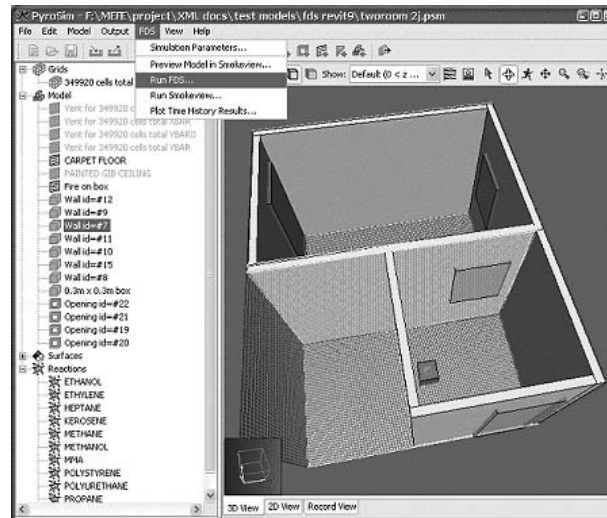 PyroSim - F:\MEFE\project\XML docs\test models\fds revit9\tworoom 2j.psm
File Edit Model Output FDS View Help
Simulation Parameters...
Preview Model in Smokeview...
Run FDS...
Run Smokeview...
Plot Time History Results...
Show: Default (0 < z ...
Grids
349920 cells total
Model
Vent for 349920 cells total XBAR
Vent for 349920 cells total YBAR0
Vent for 349920 cells total YBAR
CARPET FLOOR
PAINTED GIB CEILING
Fire on box
Wall id=#12
Wall id=#9
Wall id=#7
Wall id=#11
Wall id=#10
Wall id=#15
Wall id=#8
0.3m x 0.3m box
Opening id=#22
Opening id=#21
Opening id=#19
Opening id=#20
Surfaces
Reactions
ETHANOL
ETHYLENE
HEPTANE
KEROSENE
METHANE
METHANOL
MMA
POLYSTYRENE
POLYURETHANE
PROPANE
3D View 2D View Record View